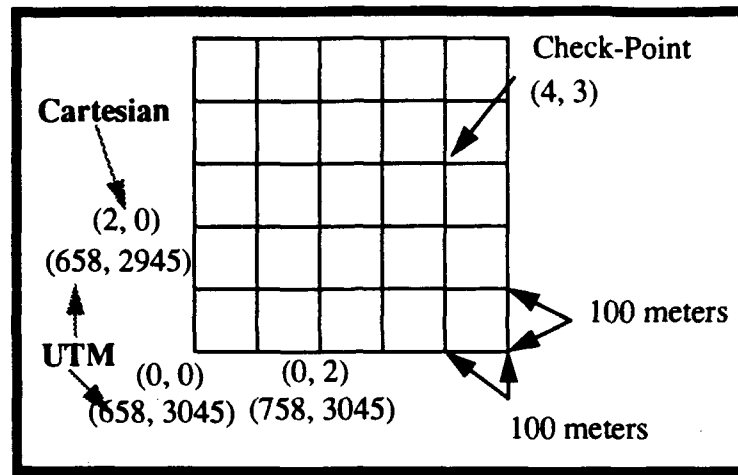 Check-Point
(4, 3)
Cartesian
(2, 0)
(658, 2945)
100 meters
UTM
(0, 0)
(0, 2)
(658, 3045)
(758, 3045)
100 meters